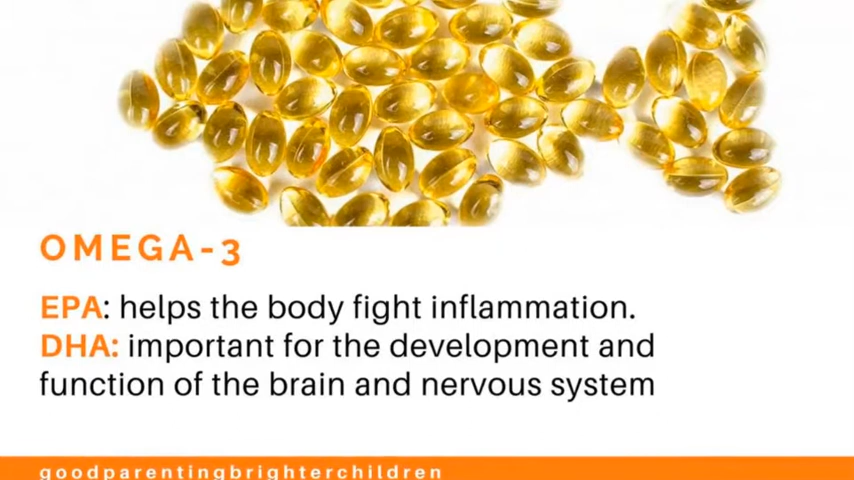 OMEGA-3
EPA: helps the body fight inflammation.
DHA: important for the development and
function of the brain and nervous system
goodparentingbrighterchildren